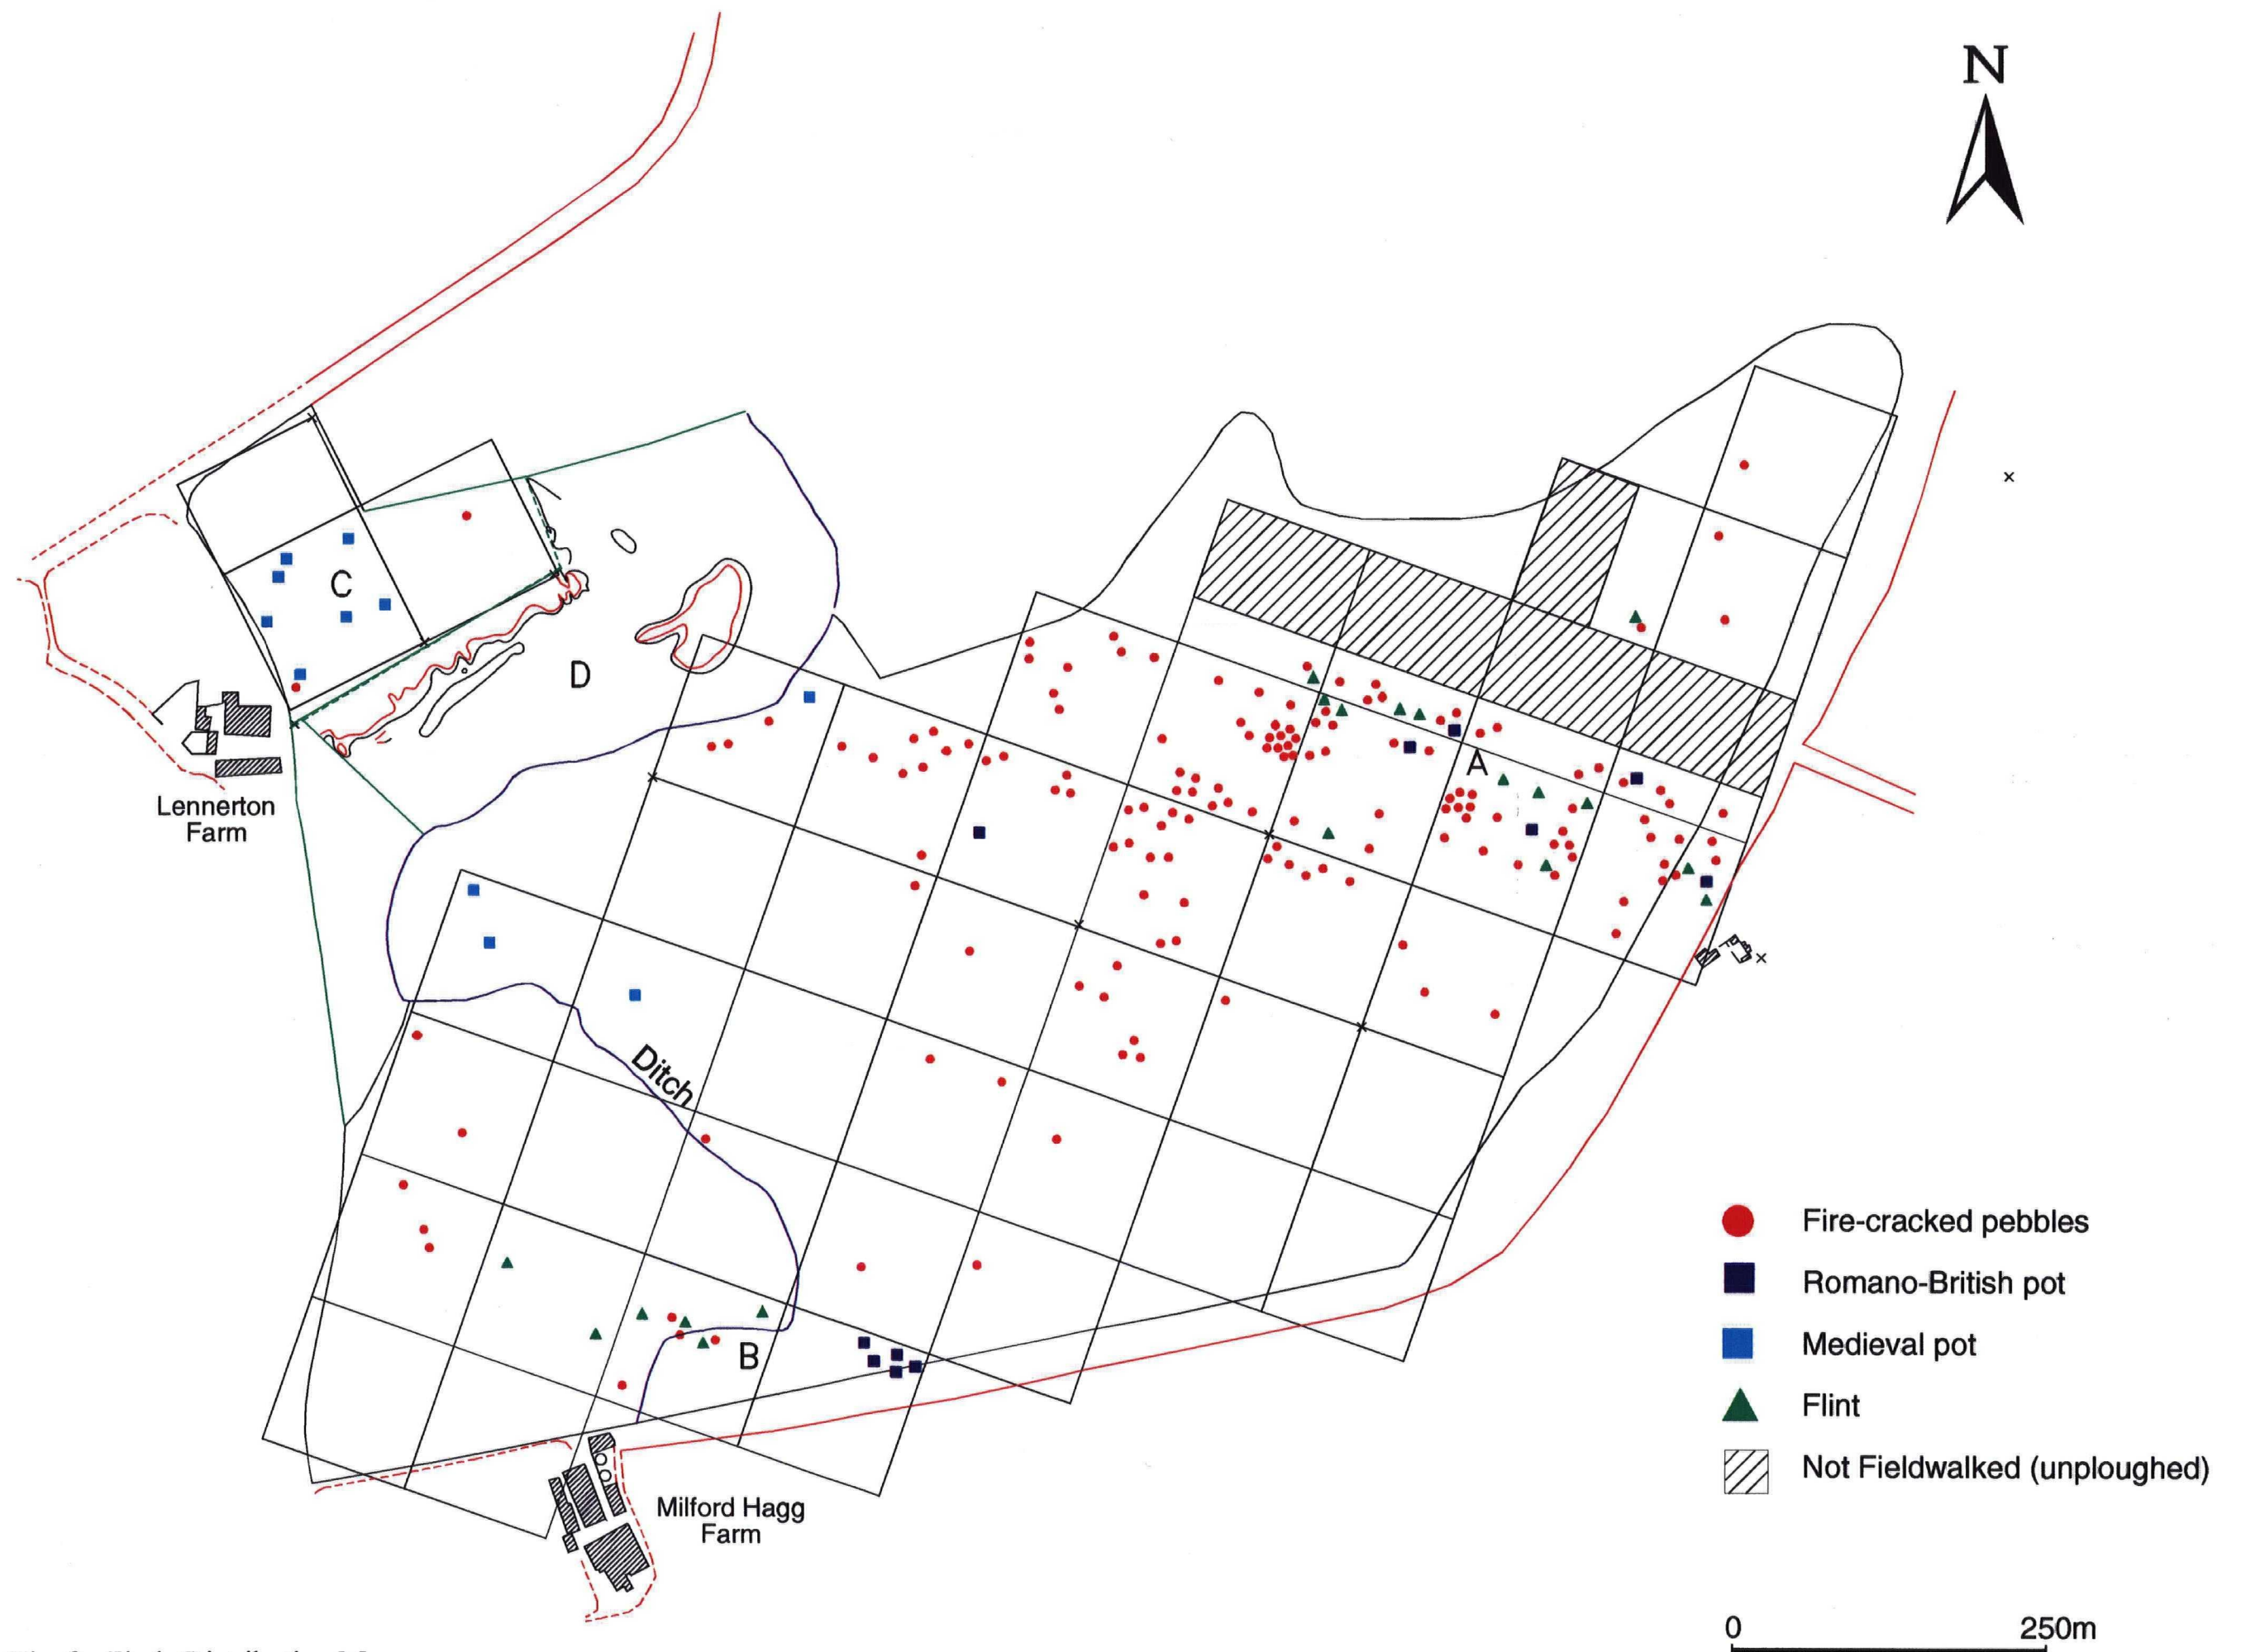 N
C
D
A
Lennerton
Farm
Ditch
B
Fire-cracked pebbles
Romano-British pot
Medieval pot
Flint
Not Fieldwalked (unploughed)
Milford Hagg
Farm
0 250m